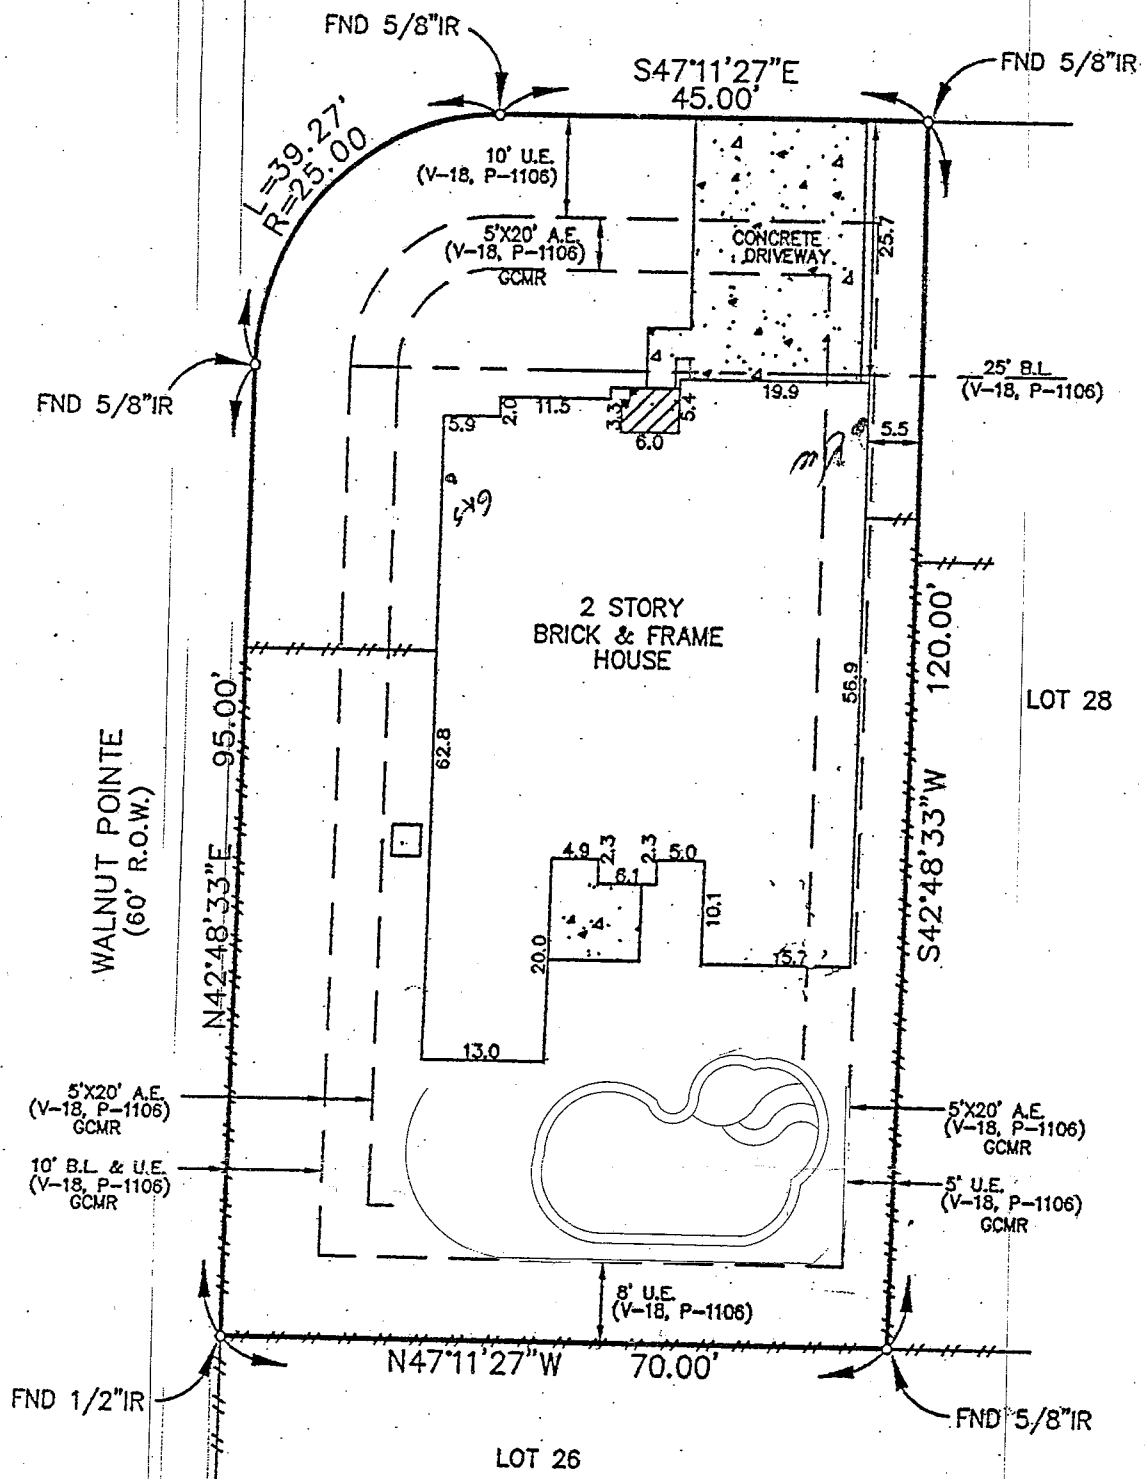 FND 5/8"IR
S47°11'27"E
45.00'
FND 5/8"IR
L=39.27'
R=25.00
10' U.E.
(V-18, P-1106)
5'X20' A.E.
(V-18, P-1106)
GCMR
CONCRETE
DRIVEWAY
25.7
FND 5/8"IR
25' B.L.
(V-18, P-1106)
5.9
2.0
11.5
3.3
6.0
5.4
19.9
5.5
2 STORY
BRICK & FRAME
HOUSE
62.8
56.9
120.00'
S42°48'33"W
LOT 28
WALNUT POINTE
(60' R.O.W.)
N42°48'33"E 95.00'
4.9
2.3
6.1
2.3
5.0
10.1
20.0
15.7
13.0
5'X20' A.E.
(V-18, P-1106)
GCMR
10' B.L. & U.E.
(V-18, P-1106)
GCMR
5'X20' A.E.
(V-18, P-1106)
GCMR
5' U.E.
(V-18, P-1106)
GCMR
8' U.E.
(V-18, P-1106)
N47°11'27"W 70.00'
FND 1/2"IR
FND 5/8"IR
LOT 26